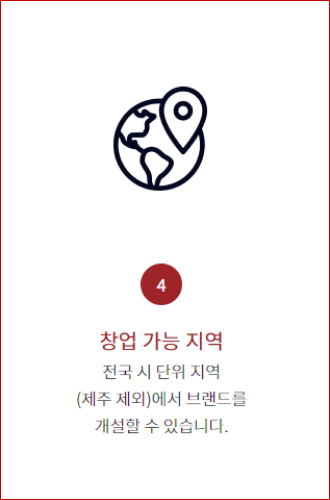 4
창업 가능 지역
전국 시 단위 지역
(제주 제외)에서 브랜드를
개설할 수 있습니다.